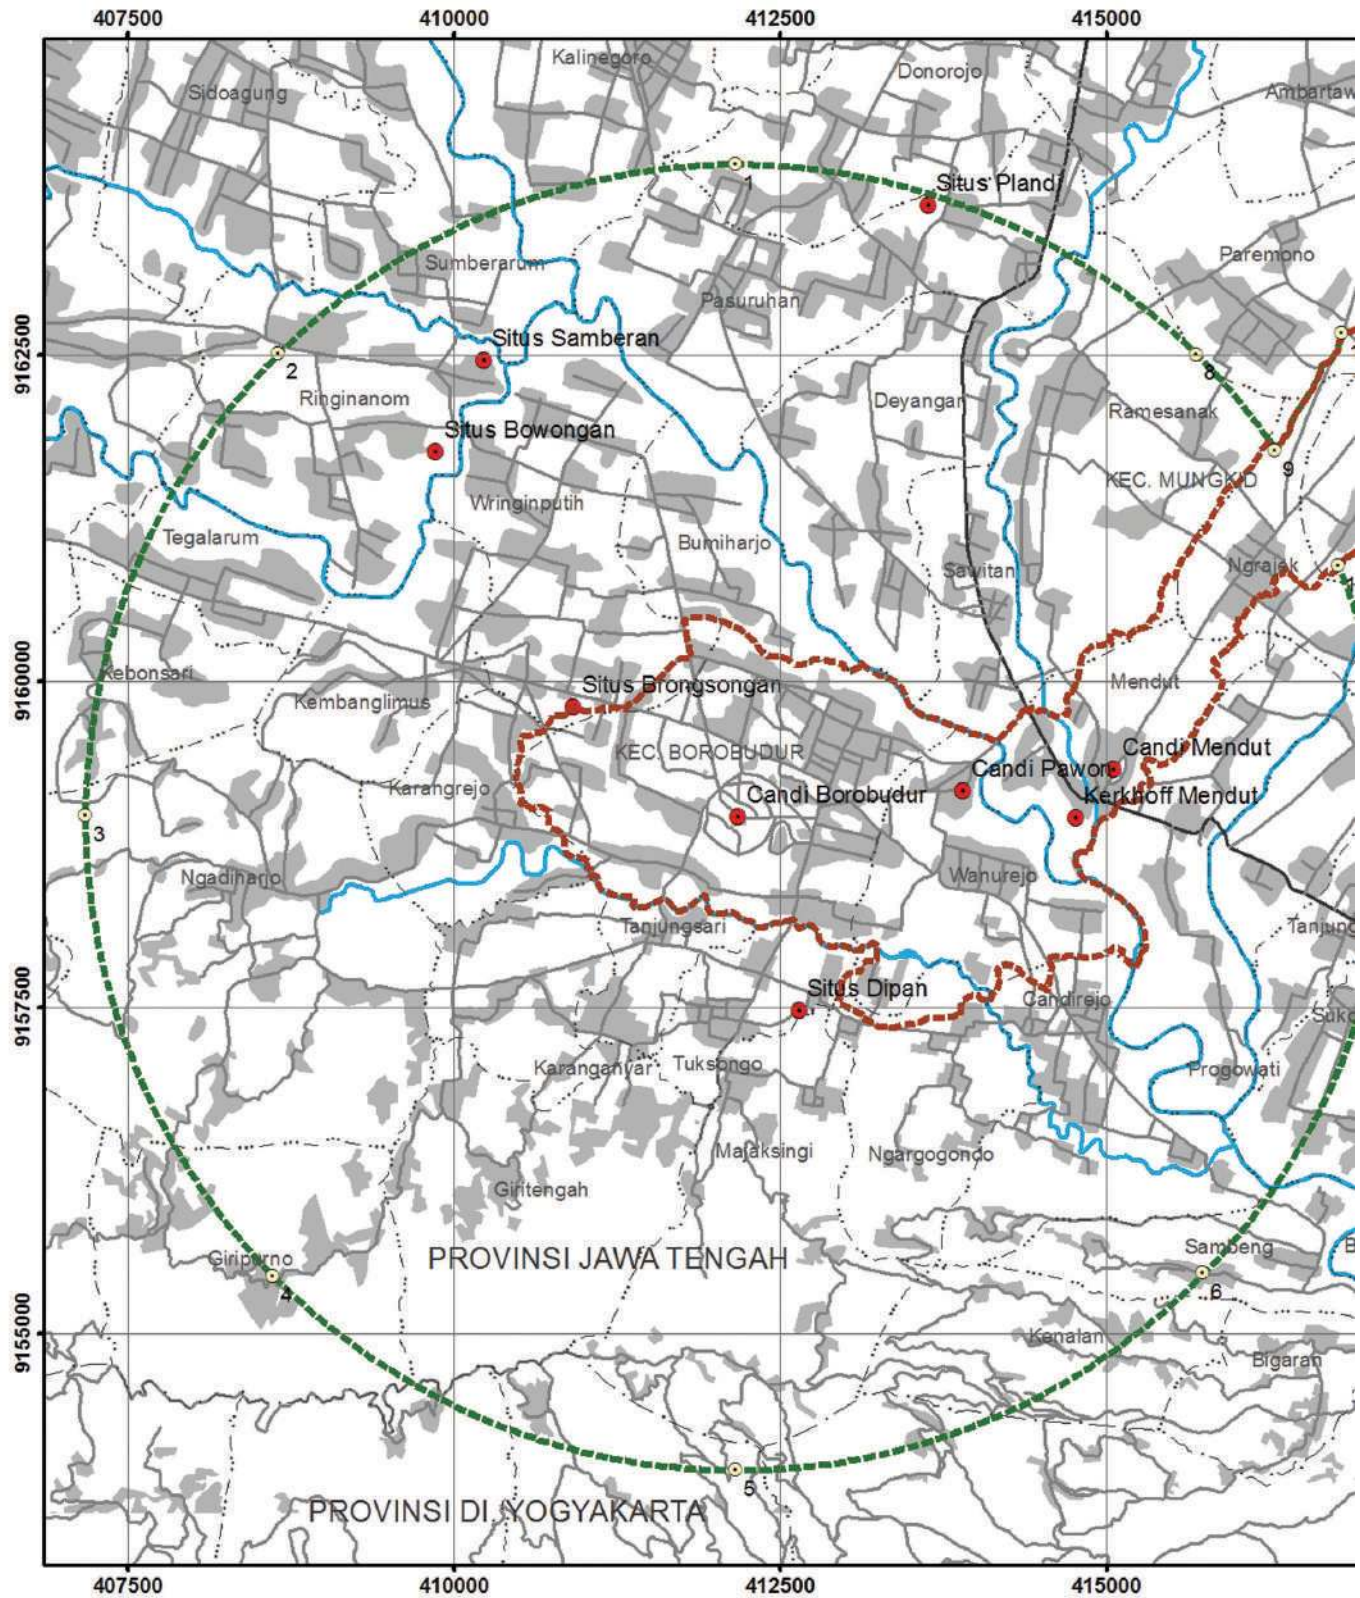 407500 410000 412500 415000
Kalinegoro
Donorojo
Sidoagung
Ambartaw
1
Situs Plandi
Sumberarum
Paremono
Pasuruhan
9162500
Situs Samberan
2
8
Ringinanom
Deyangan
Ramesanak
Situs Bowongan
9
KEC. MUNGKID
Wringinputih
Tegalarum
Bumiharjo
Sawitan
Ngrajek
1
9160000
Kebonsari
Mendut
Kembanglimus
Situs Brongsongan
KEC. BOROBUDUR
Candi Mendut
Candi Pawon
Karangrejo
Candi Borobudur
Kerkhoff Mendut
3
Ngadiharjo
Wanurejo
Tanjungsari
Tanjung
9157500
Situs Dipan
Candirejo
Suko
Karanganyar
Tuksongo
Progowati
Majaksingi
Ngargogondo
Giritengah
PROVINSI JAWA TENGAH
Sambeng
B
Giripurno
4
6
9155000
Kenalan
Bigaran
5
PROVINSI DI. YOGYAKARTA
407500 410000 412500 415000